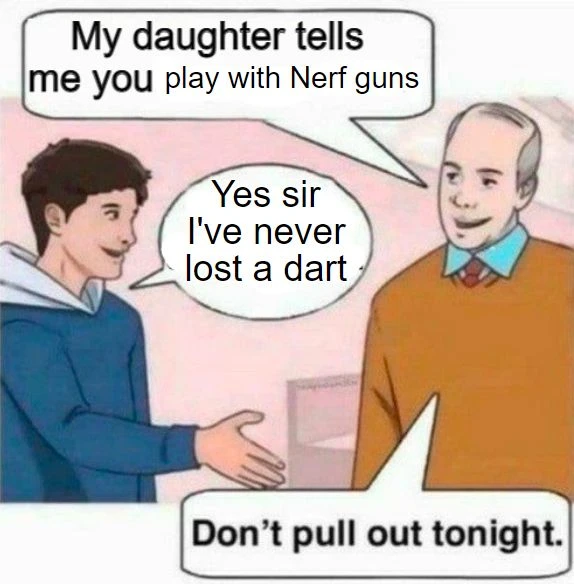 My daughter tells
me you play with Nerf guns
Yes sir
I've never
lost a dart
Don't pull out tonight.